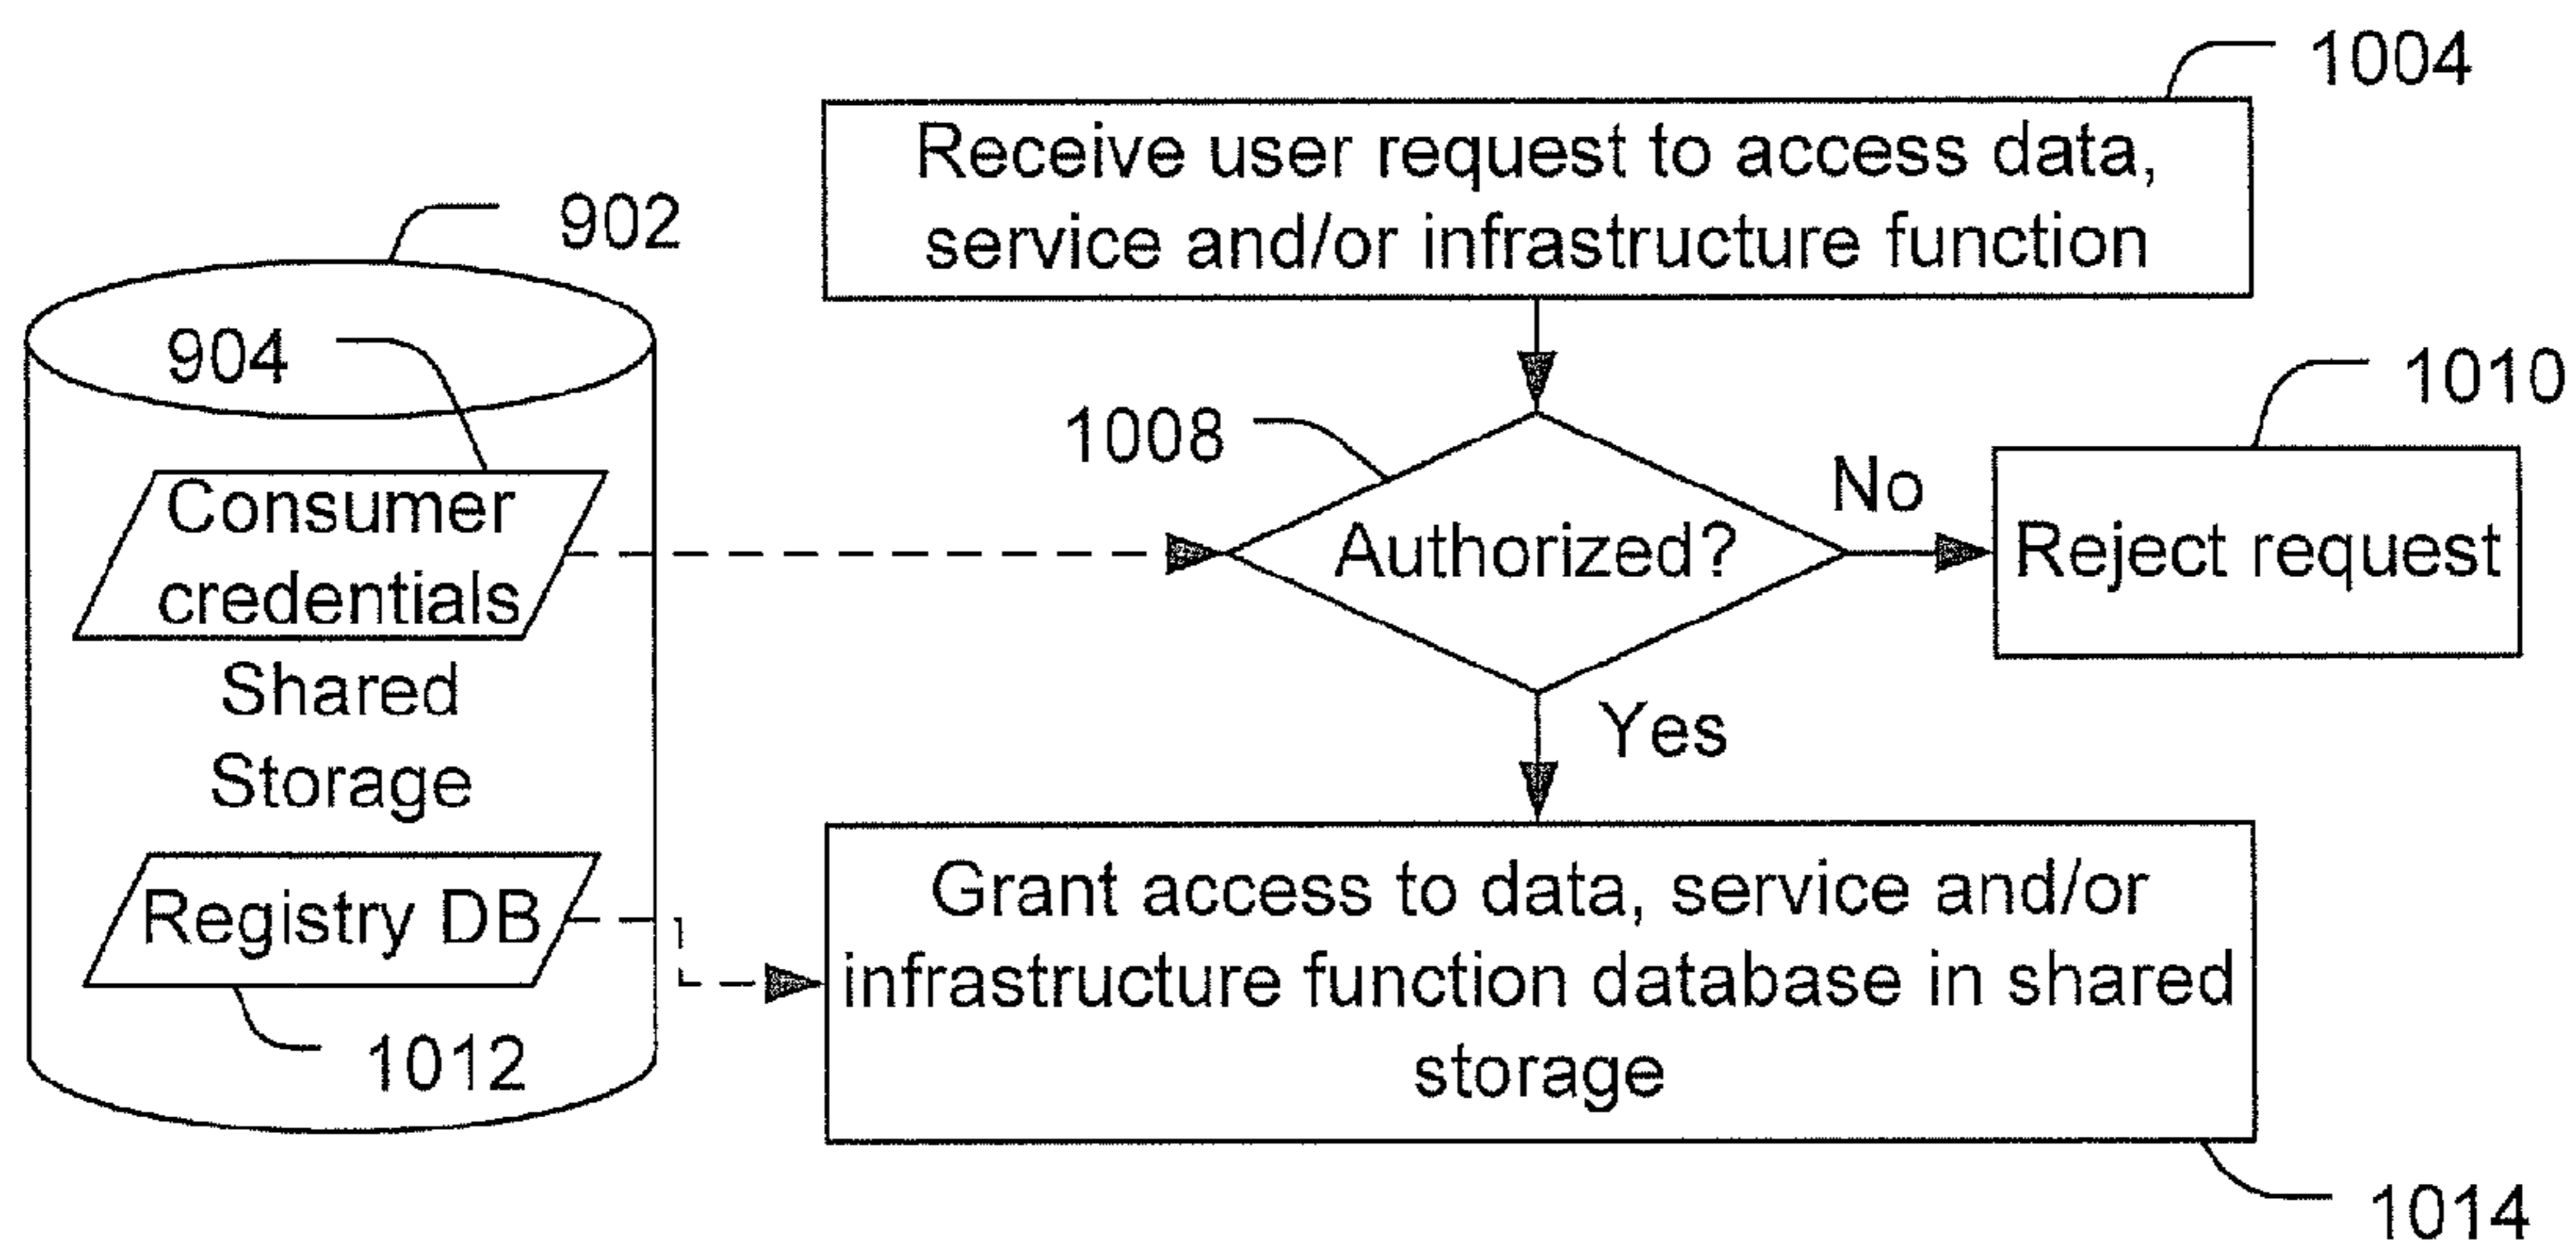 1004
Receive user request to access data,
service and/or infrastructure function
902
904
1010
1008
No
Consumer
credentials
Authorized?
Reject request
Shared
Storage
Yes
Registry DB
Grant access to data, service and/or
infrastructure function database in shared
storage
1012
1014